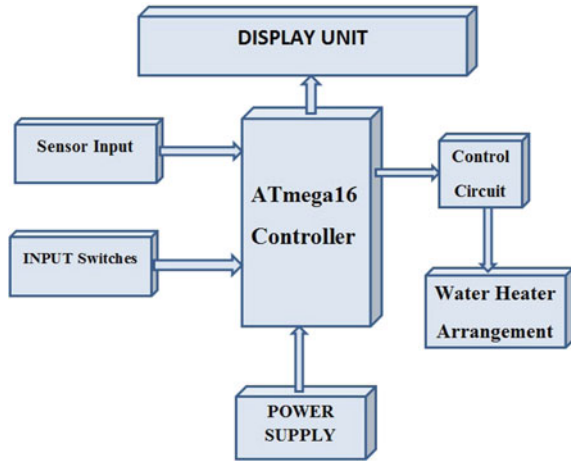 DISPLAY UNIT
Sensor Input
ATmega16
Controller
Control
Circuit
INPUT Switches
Water Heater
Arrangement
POWER
SUPPLY